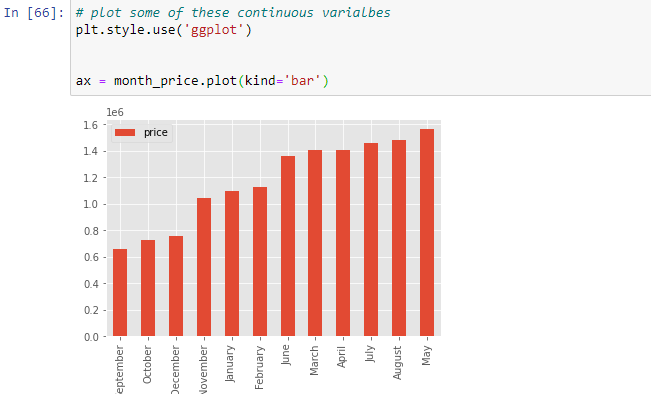 In [66]:
# plot some of these continuous varialbes
plt.style.use('ggplot')
ax = month_price.plot(kind='bar')
1e6
price
1.6
1.4
1.2
1.0
0.8
0.6
0.4
0.2
0.0
eptember
October
December
November
January
February
June
March
April
July
August
May